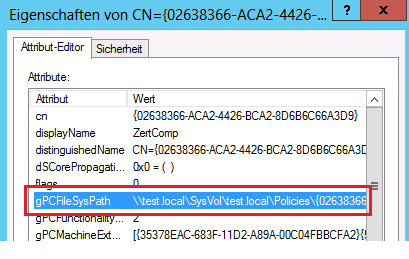 Eigenschaften von CN={02638366-ACA2-4426-... ? x
Attribut-Editor Sicherheit
Attribute:
Attribut Wert
cn {02638366-ACA2-4426-BCA2-8D6B6C66A3D9}
displayName ZertComp
distinguishedName CN={02638366-ACA2-4426-BCA2-8D6B6C66A3D
dSCorePropagati... 0x0 = ( )
flags 0
gPCFileSysPath \\test.local\SysVol\test.local\Policies\{02638366
gPCFunctionality... 2
gPCMachineExt... [{35378EAC-683F-11D2-A89A-00C04FBBCFA2}{